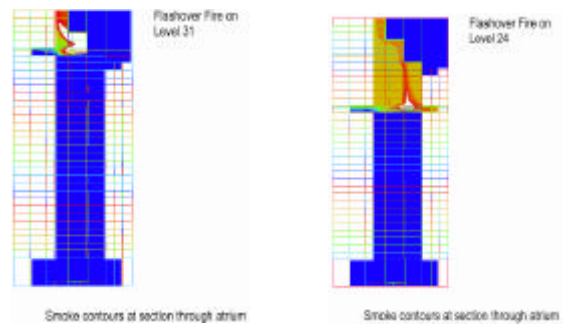 Flashover Fire on
Level 31
Flashover Fire on
Level 24
Smoke contours at section through atrium
Smoke contours at section through atrium